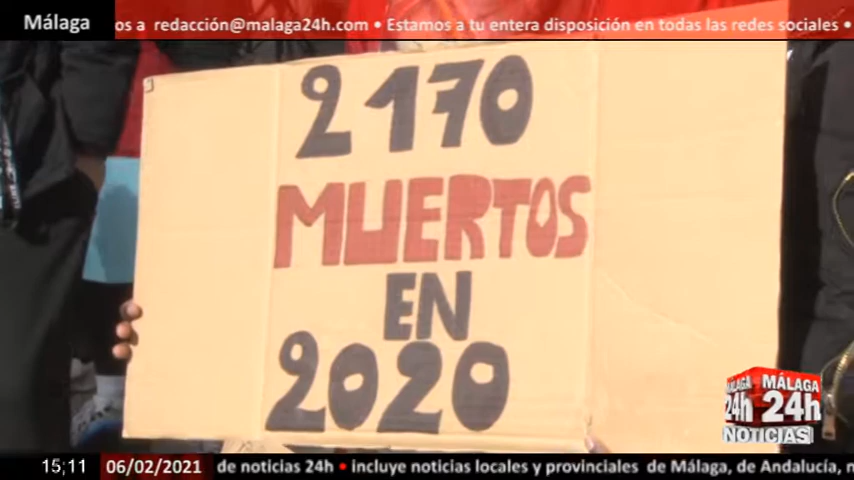 Málaga
os a redacción@malaga24h.com • Estamos a tu entera disposición en todas las redes sociales •
2170
MUERTOS
EN
2020
MÁLAGA MÁLAGA
24h 24h
NOTICIAS
15:11 06/02/2021 de noticias 24h • incluye noticias locales y provinciales de Málaga, de Andalucía, n